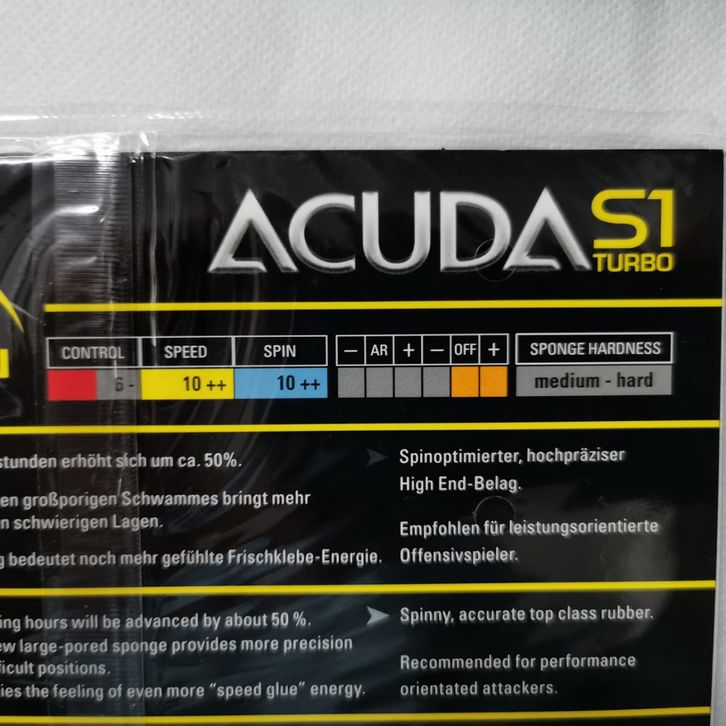 ACUDA S1
TURBO
CONTROL SPEED SPIN – AR + – OFF + SPONGE HARDNESS
6 - 10 ++ 10 ++ medium - hard
stunden erhöht sich um ca. 50%.
en großporigen Schwammes bringt mehr
n schwierigen Lagen.
bedeutet noch mehr gefühlte Frischklebe-Energie.
Spinoptimierter, hochpräziser
High End-Belag.
Empfohlen für leistungsorientierte
Offensivspieler.
ing hours will be advanced by about 50 %.
ew large-pored sponge provides more precision
ficult positions.
ies the feeling of even more “speed glue” energy.
Spinny, accurate top class rubber.
Recommended for performance
orientated attackers.